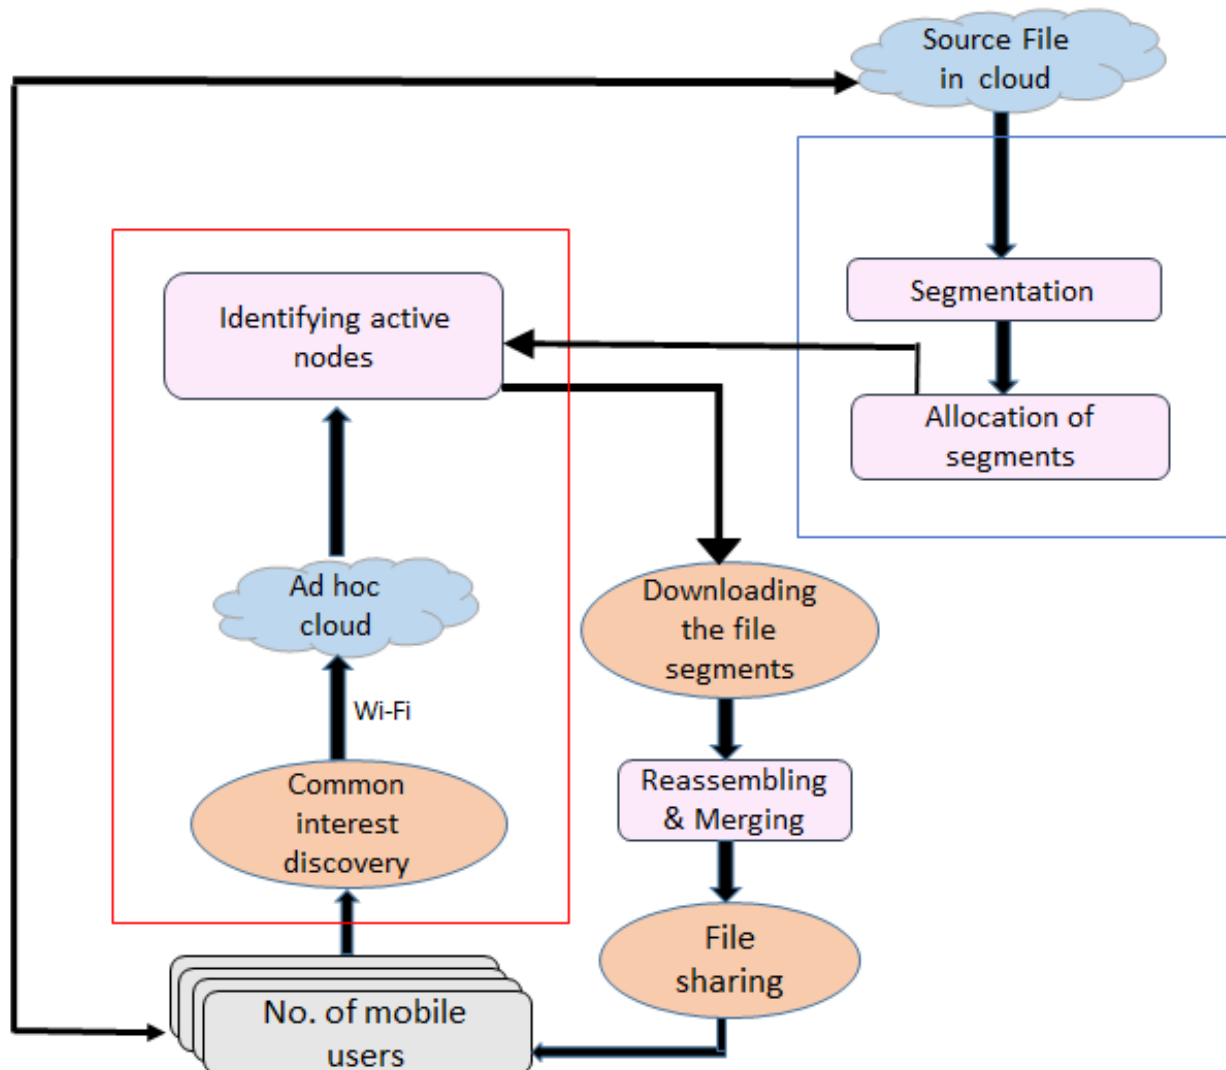 Source File
in cloud
Segmentation
Identifying active
nodes
Allocation of
segments
Ad hoc
cloud
Downloading
the file
segments
Wi-Fi
Reassembling
& Merging
Common
interest
discovery
File
sharing
No. of mobile
users